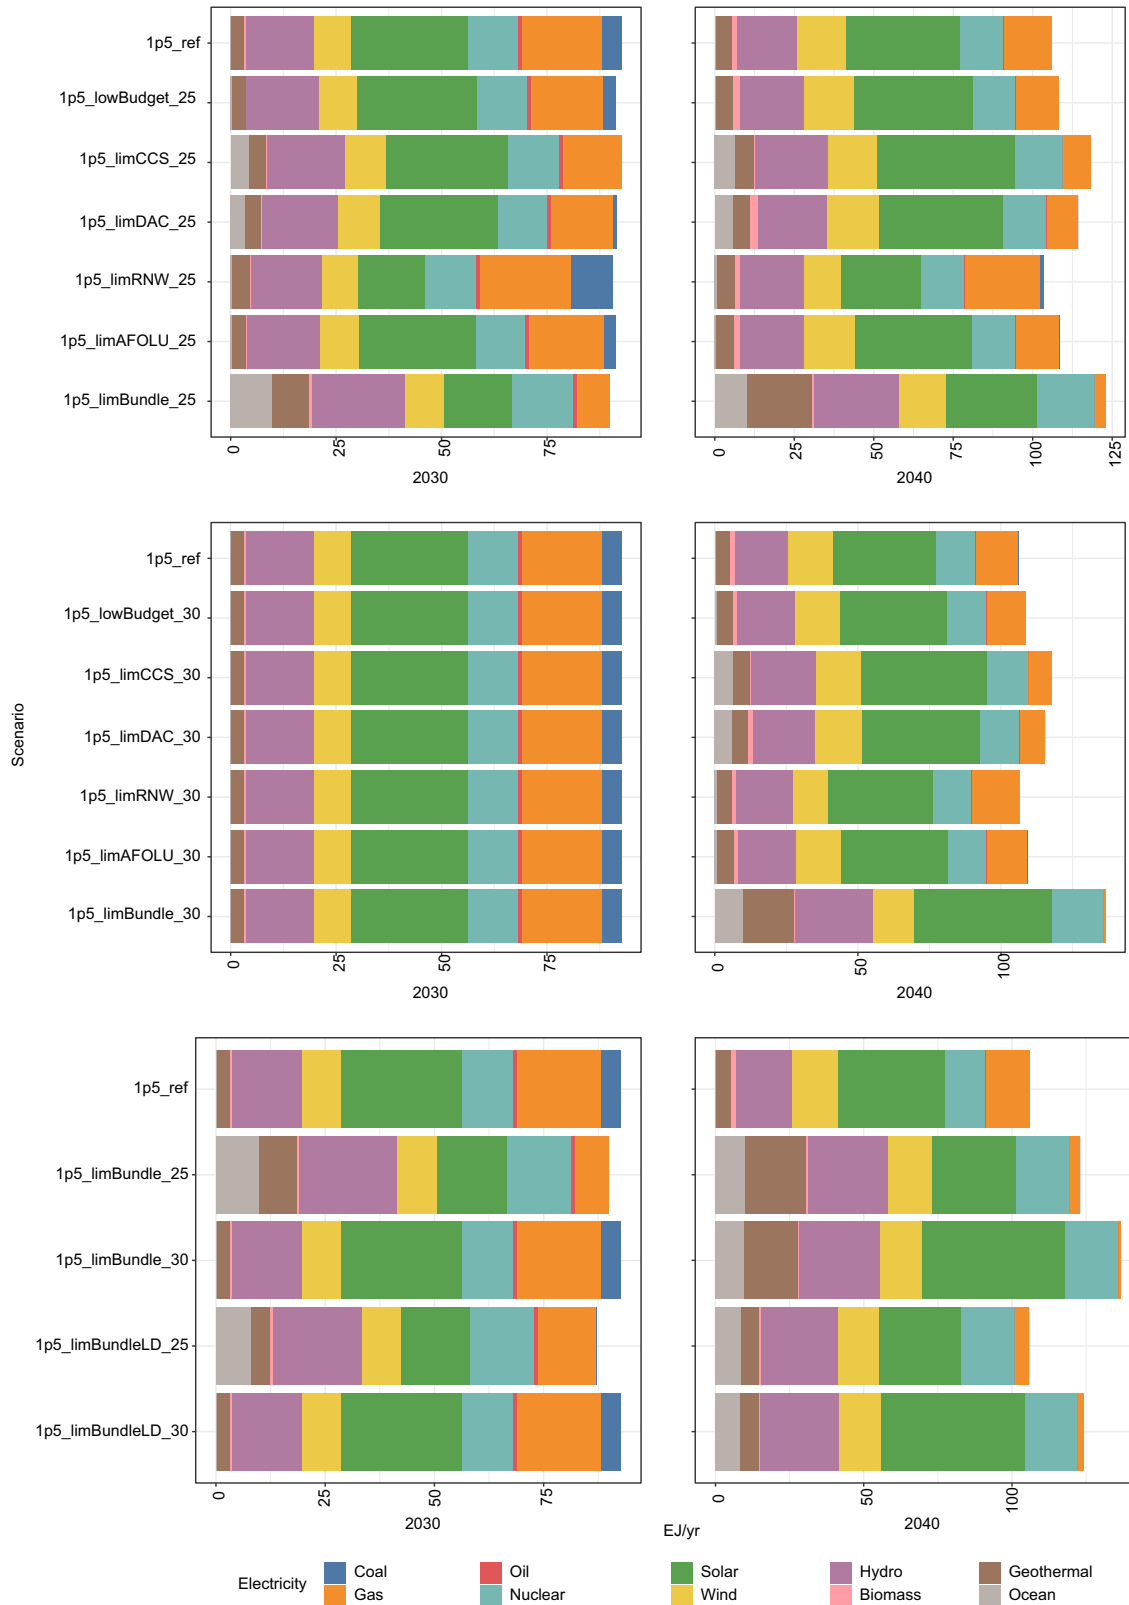 1p5_ref
1p5_lowBudget_25
1p5_limCCS_25
1p5_limDAC_25
1p5_limRNW_25
1p5_limAFOLU_25
1p5_limBundle_25
0 25 50 75
2030
0 25 50 75 100 125
2040
Scenario
1p5_ref
1p5_lowBudget_30
1p5_limCCS_30
1p5_limDAC_30
1p5_limRNW_30
1p5_limAFOLU_30
1p5_limBundle_30
0 25 50 75
2030
0 50 100
2040
1p5_ref
1p5_limBundle_25
1p5_limBundle_30
1p5_limBundleLD_25
1p5_limBundleLD_30
0 25 50 75
2030
0 50 100
2040
EJ/yr
Electricity
Coal Oil Solar Hydro Geothermal
Gas Nuclear Wind Biomass Ocean